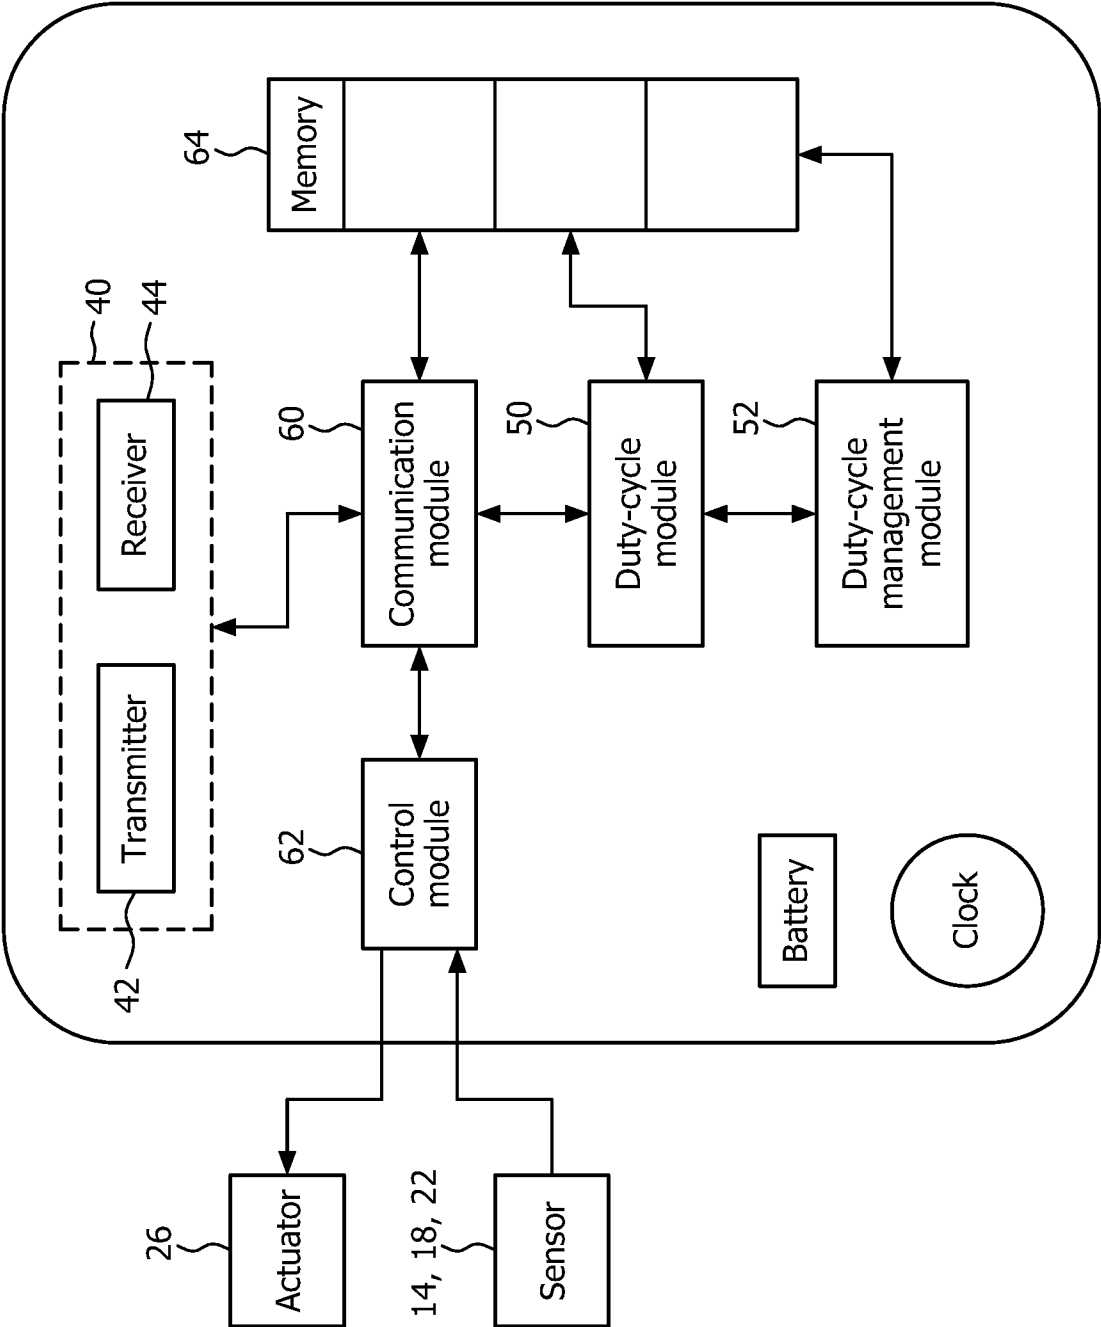 40
44
Receiver
Transmitter
42
64
Memory
60
Communication
module
50
Duty-cycle
module
52
Duty-cycle
management
module
62
Control
module
Battery
Clock
26
Actuator
14, 18, 22
Sensor